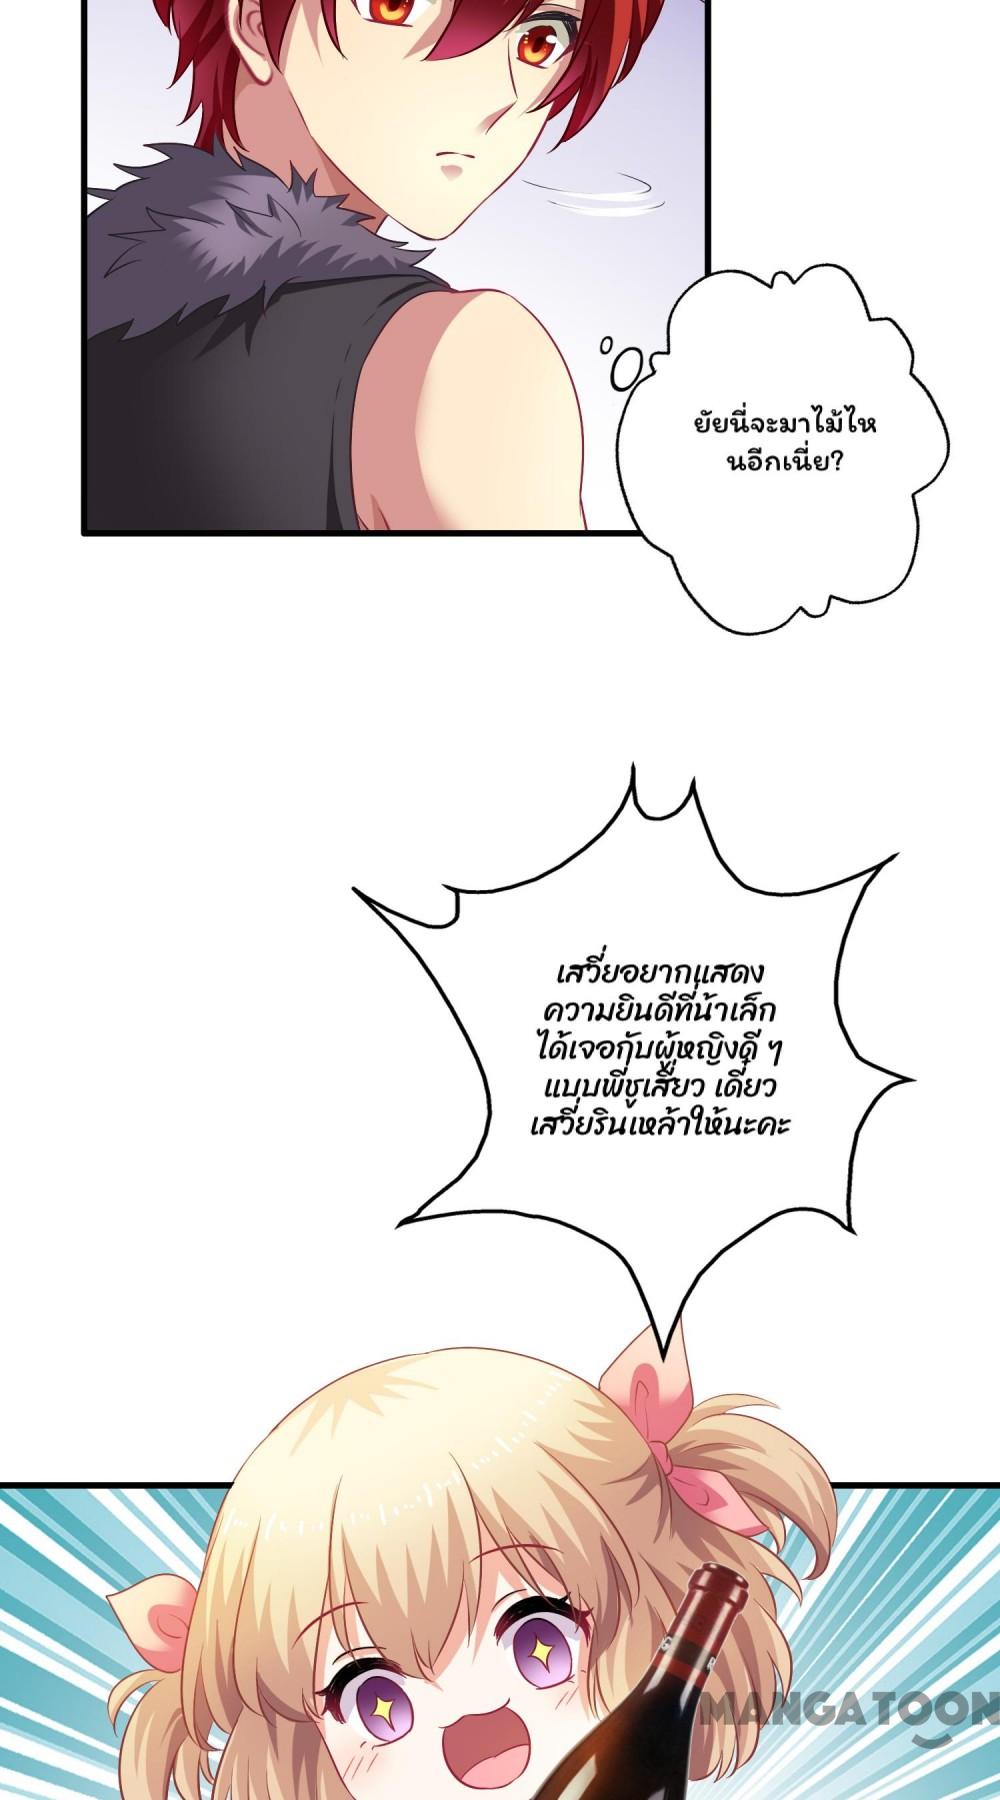 ยัยนี่จะมาไม้ไห
นอีกเนี่ย?
เสวี่ยอยากแสดง
ความยินดีที่น้าเล็ก
ได้เจอกับผู้หญิงดี ๆ
แบบพี่ชูเสี่ยว เดี๋ยว
เสวี่ยรินเหล้าให้นะคะ
MANGATOON